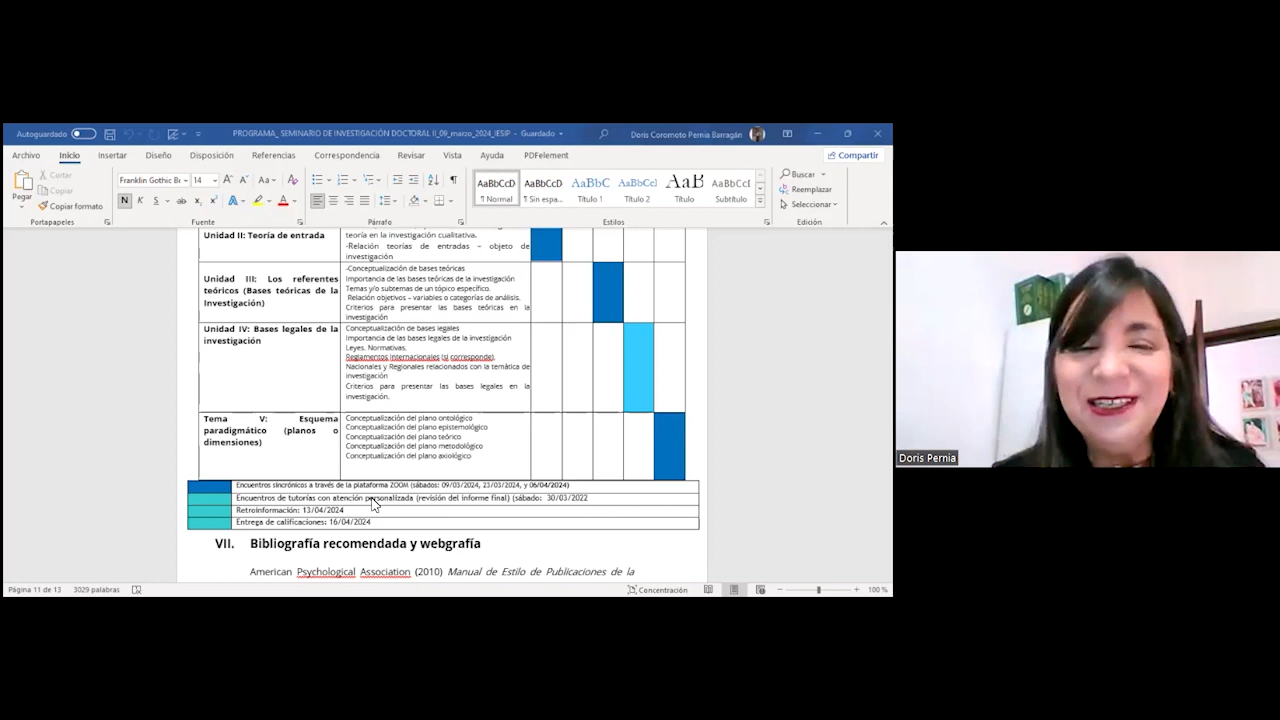 Autoguardado
PROGRAMA_ SEMINARIO DE INVESTIGACIÓN DOCTORAL II_09_marzo_2024_IESIP - Guardado
Doris Coromoto Pernia Barragán
Archivo Inicio Insertar Diseño Disposición Referencias Correspondencia Revisar Vista Ayuda PDFelement Compartir
Pegar
Cortar
Copiar
Copiar formato
Portapapeles
Franklin Gothic B 14
N K S
Fuente
Párrafo
AaBbCcD AaBbCcD AaBbC AaBbCcI AaB AaBbCcI
¶ Normal ¶ Sin espa... Título 1 Título 2 Título Subtítulo
Estilos
Buscar
Reemplazar
Seleccionar
Edición
Unidad II: Teoría de entrada
teoría en la investigación cualitativa.
-Relación teorías de entradas – objeto de
investigación
Unidad III: Los referentes
teóricos (Bases teóricas de la
Investigación)
-Conceptualización de bases teóricas
Importancia de las bases teóricas de la investigación
Temas y/o subtemas de un tópico específico.
Relación objetivos – variables o categorías de análisis.
Criterios para presentar las bases teóricas en la
investigación
Unidad IV: Bases legales de la
investigación
Conceptualización de bases legales
Importancia de las bases legales de la investigación
Leyes. Normativas.
Reglamentos Internacionales (si corresponde).
Nacionales y Regionales relacionados con la temática de
investigación
Criterios para presentar las bases legales en la
investigación.
Tema V: Esquema
paradigmático (planos o
dimensiones)
Conceptualización del plano ontológico
Conceptualización del plano epistemológico
Conceptualización del plano teórico
Conceptualización del plano metodológico
Conceptualización del plano axiológico
Encuentros sincrónicos a través de la plataforma ZOOM (sábados: 09/03/2024, 23/03/2024, y 06/04/2024)
Encuentros de tutorías con atención personalizada (revisión del informe final) (sábado: 30/03/2022
Retroinformación: 13/04/2024
Entrega de calificaciones: 16/04/2024
VII. Bibliografía recomendada y webgrafía
American Psychological Association (2010) Manual de Estilo de Publicaciones de la
Página 11 de 13 3029 palabras
Concentración
100 %
Doris Pernia